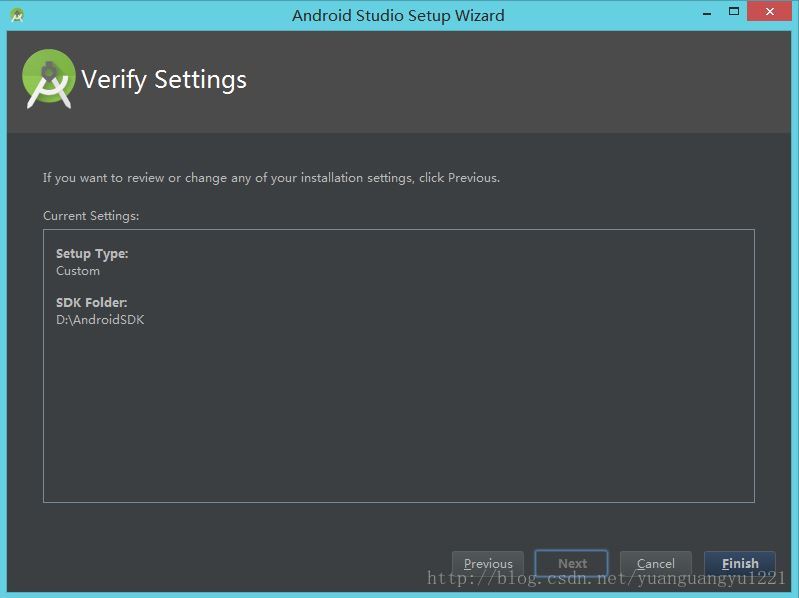 Android Studio Setup Wizard
Verify Settings
If you want to review or change any of your installation settings, click Previous.
Current Settings:
Setup Type:
Custom
SDK Folder:
D:\AndroidSDK
Previous Next Cancel Finish
http://blog.csdn.net/yuanguangyu1221